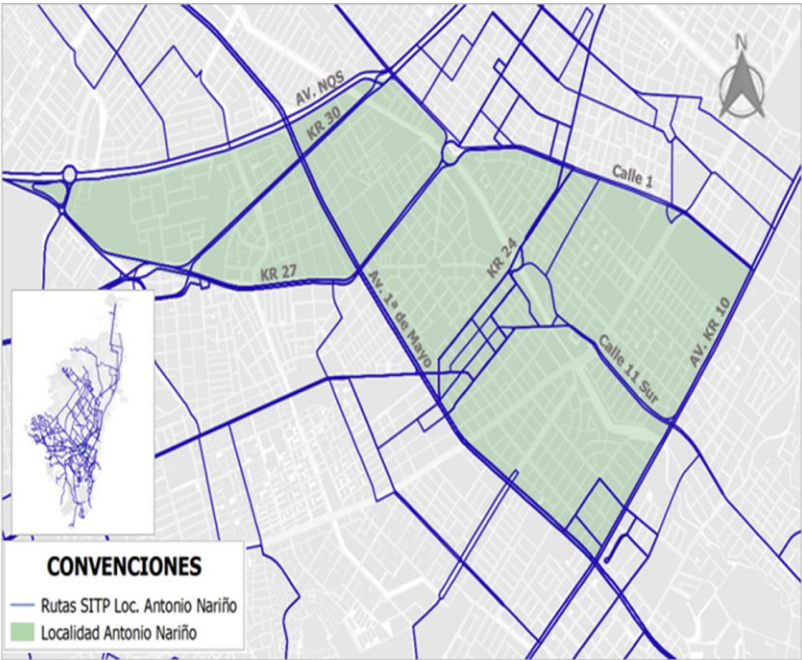 N
AV. NQS
KR 30
Calle 1
KR 24
KR 27
Av. 1ª de Mayo
AV. KR 10
Calle 11 Sur
CONVENCIONES
Rutas SITP Loc. Antonio Nariño
Localidad Antonio Nariño